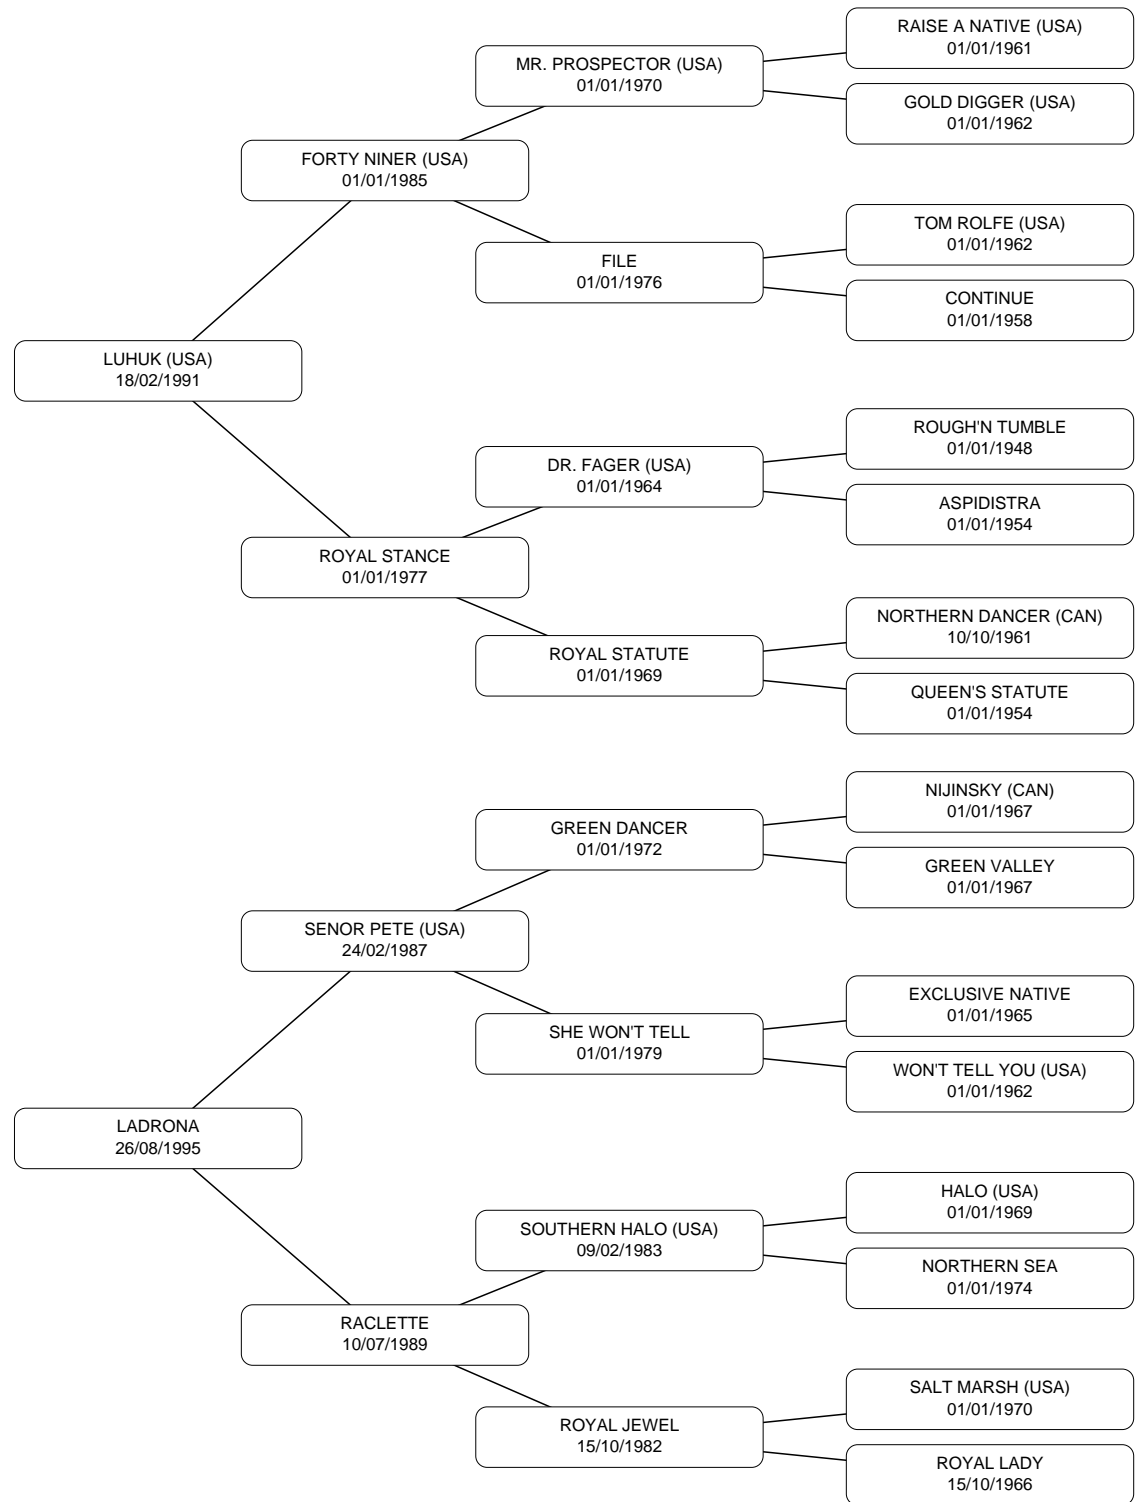 RAISE A NATIVE (USA)
01/01/1961
MR. PROSPECTOR (USA)
01/01/1970
GOLD DIGGER (USA)
01/01/1962
FORTY NINER (USA)
01/01/1985
TOM ROLFE (USA)
01/01/1962
FILE
01/01/1976
CONTINUE
01/01/1958
LUHUK (USA)
18/02/1991
ROUGH'N TUMBLE
01/01/1948
DR. FAGER (USA)
01/01/1964
ASPIDISTRA
01/01/1954
ROYAL STANCE
01/01/1977
NORTHERN DANCER (CAN)
10/10/1961
ROYAL STATUTE
01/01/1969
QUEEN'S STATUTE
01/01/1954
NIJINSKY (CAN)
01/01/1967
GREEN DANCER
01/01/1972
GREEN VALLEY
01/01/1967
SENOR PETE (USA)
24/02/1987
EXCLUSIVE NATIVE
01/01/1965
SHE WON'T TELL
01/01/1979
WON'T TELL YOU (USA)
01/01/1962
LADRONA
26/08/1995
HALO (USA)
01/01/1969
SOUTHERN HALO (USA)
09/02/1983
NORTHERN SEA
01/01/1974
RACLETTE
10/07/1989
SALT MARSH (USA)
01/01/1970
ROYAL JEWEL
15/10/1982
ROYAL LADY
15/10/1966